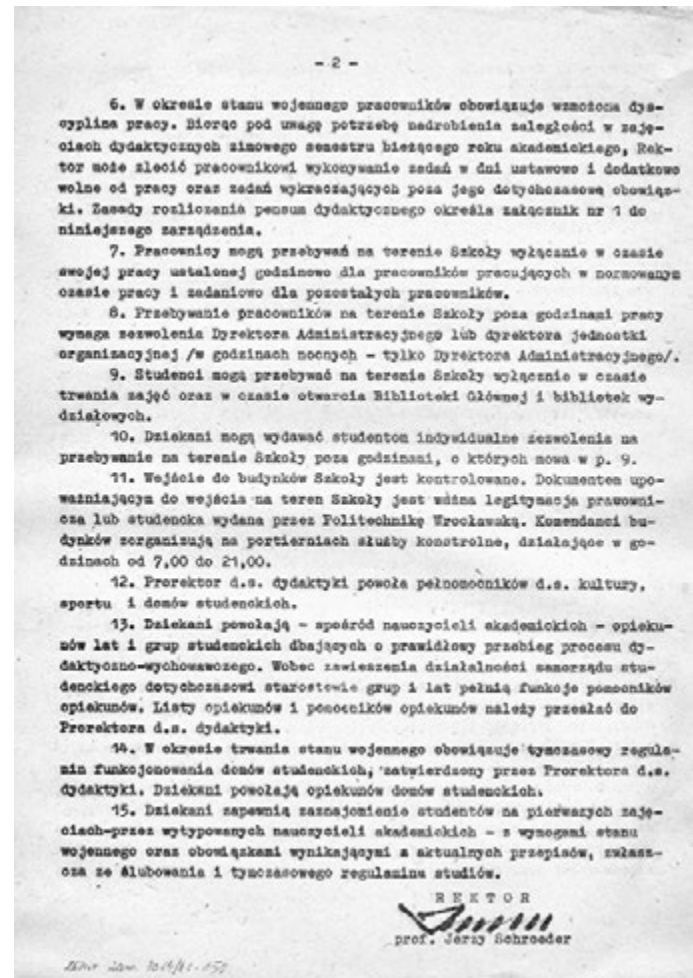 - 2 -
6. W okresie stanu wojennego pracowników obowiązuje wzmożona dys-
cyplina pracy. Biorąc pod uwagę potrzebę nadrobienia zaległości w zaję-
ciach dydaktycznych zimowego semestru bieżącego roku akademickiego, Rek-
tor może zlecić pracownikowi wykonywanie zadań w dni ustawowo i dodatkowo
wolne od pracy oraz zadań wykraczających poza jego dotychczasową obowiąz-
ki. Zasady rozliczania pensum dydaktycznego określa załącznik nr 1 do
niniejszego zarządzenia.
7. Pracownicy mogą przebywać na terenie Szkoły wyłącznie w czasie
swojej pracy ustalonej godzinowo dla pracowników pracujących w normowanym
czasie pracy i zadaniowo dla pozostałych pracowników.
8. Przebywanie pracowników na terenie Szkoły poza godzinami pracy
wymaga zezwolenia Dyrektora Administracyjnego lub dyrektora jednostki
organizacyjnej /w godzinach nocnych - tylko Dyrektora Administracyjnego/.
9. Studenci mogą przebywać na terenie Szkoły wyłącznie w czasie
trwania zajęć oraz w czasie otwarcia Biblioteki Głównej i bibliotek wy-
działowych.
10. Dziekani mogą wydawać studentom indywidualne zezwolenia na
przebywanie na terenie Szkoły poza godzinami, o których mowa w p. 9.
11. Wejście do budynków Szkoły jest kontrolowane. Dokumentem upo-
ważniającym do wejścia na teren Szkoły jest ważna legitymacja pracowni-
cza lub studencka wydana przez Politechnikę Wrocławską. Komendanci bu-
dynków zorganizują na portierniach służby konstrolne, działające w go-
dzinach od 7,00 do 21,00.
12. Prorektor d.s. dydaktyki powoła pełnomocników d.s. kultury,
sportu i domów studenckich.
13. Dziekani powołają - spośród nauczycieli akademickich - opieku-
nów lat i grup studenckich dbających o prawidłowy przebieg procesu dy-
daktyczno-wychowawczego. Wobec zawieszenia działalności samorządu stu-
denckiego dotychczasowi starostowie grup i lat pełnią funkcje pomocników
opiekunów. Listy opiekunów i pomocników opiekunów należy przesłać do
Prorektora d.s. dydaktyki.
14. W okresie trwania stanu wojennego obowiązuje tymczasowy regula-
min funkcjonowania domów studenckich, zatwierdzony przez Prorektora d.s.
dydaktyki. Dziekani powołają opiekunów domów studenckich.
15. Dziekani zapewnią zaznajomienie studentów na pierwszych zaję-
ciach-przez wytypowanych nauczycieli akademickich - z wymogami stanu
wojennego oraz obowiązkami wynikającymi z aktualnych przepisów, zwłasz-
cza ze ślubowania i tymczasowego regulaminu studiów.
REKTOR
prof. Jerzy Schroeder